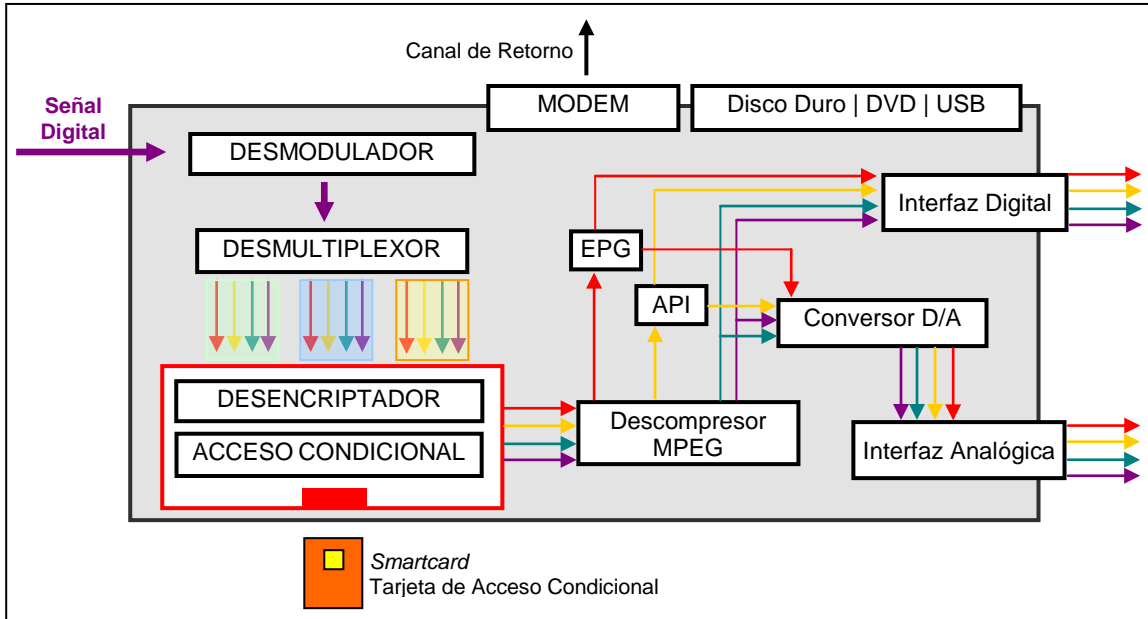 Canal de Retorno
MODEM
Disco Duro | DVD | USB
Señal
Digital
DESMODULADOR
Interfaz Digital
DESMULTIPLEXOR
EPG
API
Conversor D/A
DESENCRIPTADOR
Descompresor
MPEG
ACCESO CONDICIONAL
Interfaz Analógica
Smartcard
Tarjeta de Acceso Condicional